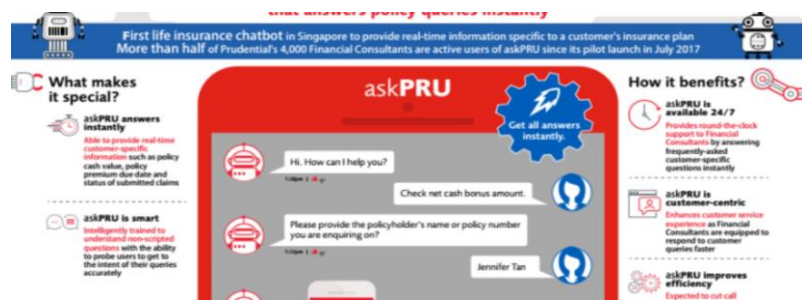 that answers policy queries instantly
First life insurance chatbot in Singapore to provide real-time information specific to a customer's insurance plan
More than half of Prudential's 4,000 Financial Consultants are active users of askPRU since its pilot launch in July 2017
What makes
it special?
askPRU answers
instantly
Able to provide real-time
customer-specific
information such as policy
cash value, policy
premium due date and
status of submitted claims
askPRU is smart
Intelligently trained to
understand non-scripted
questions with the ability
to probe users to get to
the intent of their queries
accurately
askPRU
Get all answers
instantly.
Hi. How can I help you?
Check net cash bonus amount.
Please provide the policyholder's name or policy number
you are enquiring on?
Jennifer Tan
How it benefits?
askPRU is
available 24/7
Provides round-the-clock
support to Financial
Consultants by answering
frequently-asked
customer-specific
questions instantly
askPRU is
customer-centric
Enhances customer service
experience as Financial
Consultants are equipped to
respond to customer
queries faster
askPRU improves
efficiency
Expected to cut call